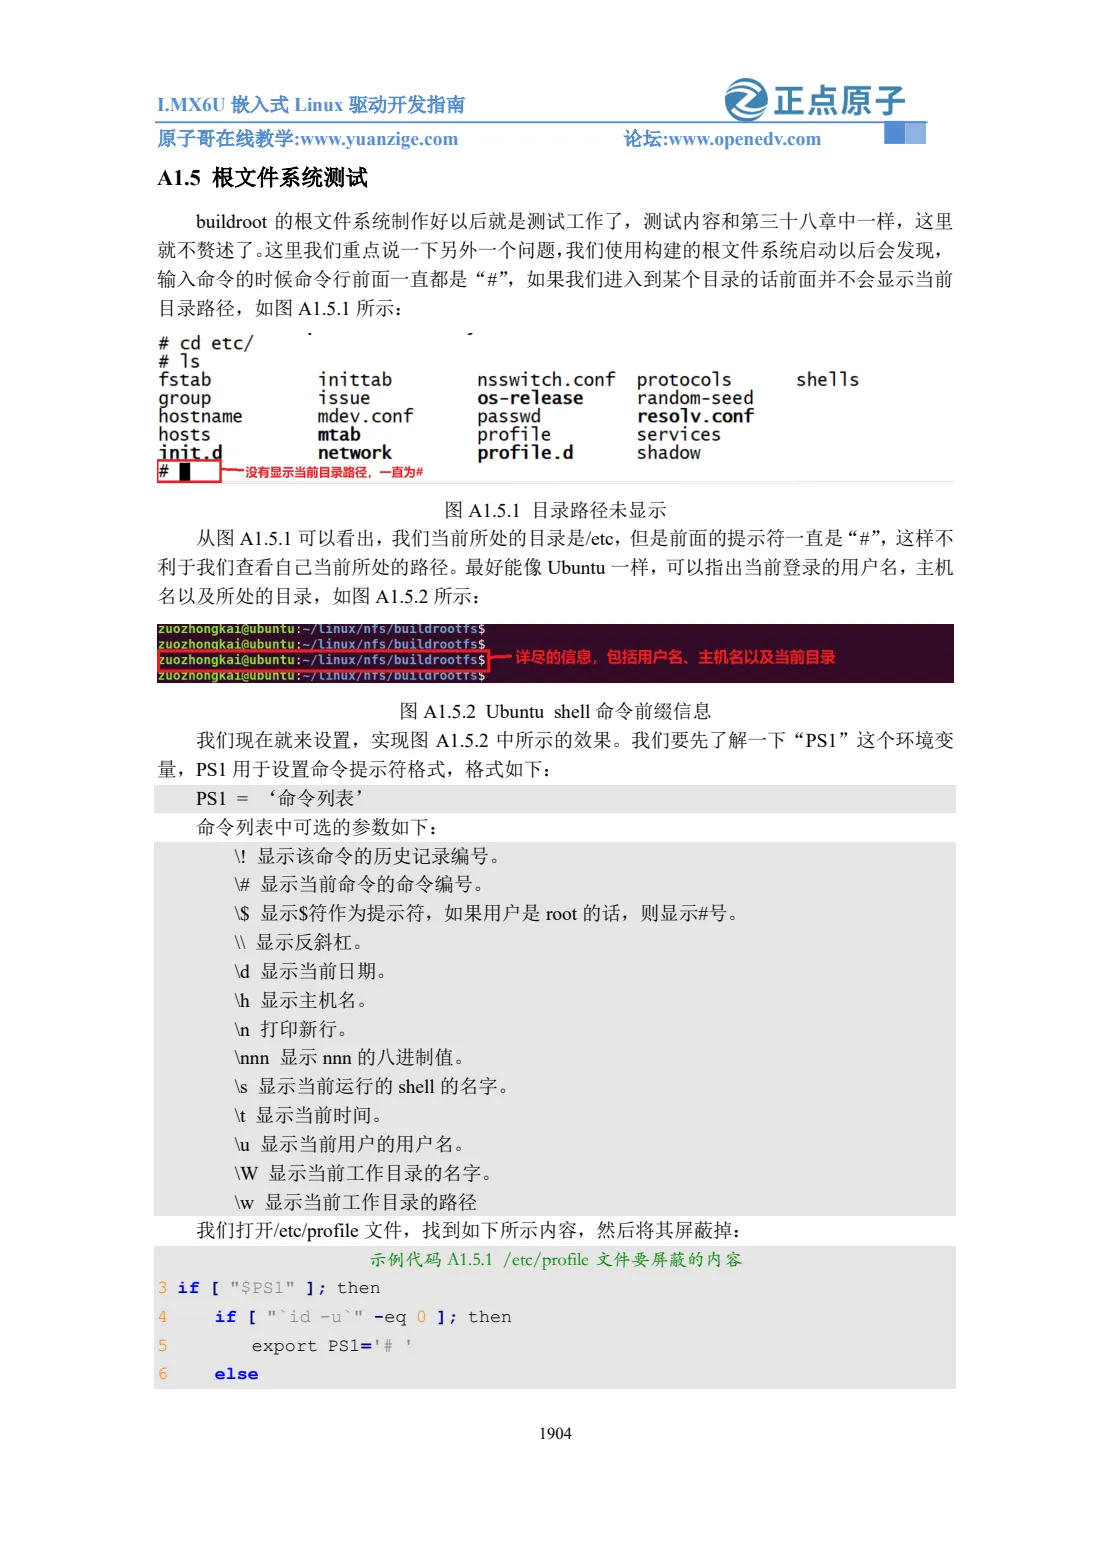 I.MX6U 嵌入式 Linux 驱动开发指南
正点原子
原子哥在线教学:www.yuanzige.com 论坛:www.openedv.com
A1.5 根文件系统测试
buildroot 的根文件系统制作好以后就是测试工作了，测试内容和第三十八章中一样，这里
就不赘述了。这里我们重点说一下另外一个问题，我们使用构建的根文件系统启动以后会发现，
输入命令的时候命令行前面一直都是“#”，如果我们进入到某个目录的话前面并不会显示当前
目录路径，如图 A1.5.1 所示：
# cd etc/
# ls
fstab inittab nsswitch.conf protocols shells
group issue os-release random-seed
hostname mdev.conf passwd resolv.conf
hosts mtab profile services
init.d network profile.d shadow
# 没有显示当前目录路径，一直为#
图 A1.5.1 目录路径未显示
从图 A1.5.1 可以看出，我们当前所处的目录是/etc，但是前面的提示符一直是“#”，这样不
利于我们查看自己当前所处的路径。最好能像 Ubuntu 一样，可以指出当前登录的用户名，主机
名以及所处的目录，如图 A1.5.2 所示：
zuozhongkai@ubuntu:~/linux/nfs/buildrootfs$
zuozhongkai@ubuntu:~/linux/nfs/buildrootfs$
zuozhongkai@ubuntu:~/linux/nfs/buildrootfs$ 详尽的信息，包括用户名、主机名以及当前目录
zuozhongkai@ubuntu:~/linux/nfs/buildrootfs$
图 A1.5.2 Ubuntu shell 命令前缀信息
我们现在就来设置，实现图 A1.5.2 中所示的效果。我们要先了解一下“PS1”这个环境变
量，PS1 用于设置命令提示符格式，格式如下：
PS1 = ‘命令列表’
命令列表中可选的参数如下：
\! 显示该命令的历史记录编号。
\# 显示当前命令的命令编号。
\$ 显示$符作为提示符，如果用户是 root 的话，则显示#号。
\\ 显示反斜杠。
\d 显示当前日期。
\h 显示主机名。
\n 打印新行。
\nnn 显示 nnn 的八进制值。
\s 显示当前运行的 shell 的名字。
\t 显示当前时间。
\u 显示当前用户的用户名。
\W 显示当前工作目录的名字。
\w 显示当前工作目录的路径
我们打开/etc/profile 文件，找到如下所示内容，然后将其屏蔽掉：
示例代码 A1.5.1 /etc/profile 文件要屏蔽的内容
3 if [ "$PS1" ]; then
4 if [ "`id -u`" -eq 0 ]; then
5 export PS1='# '
6 else
1904